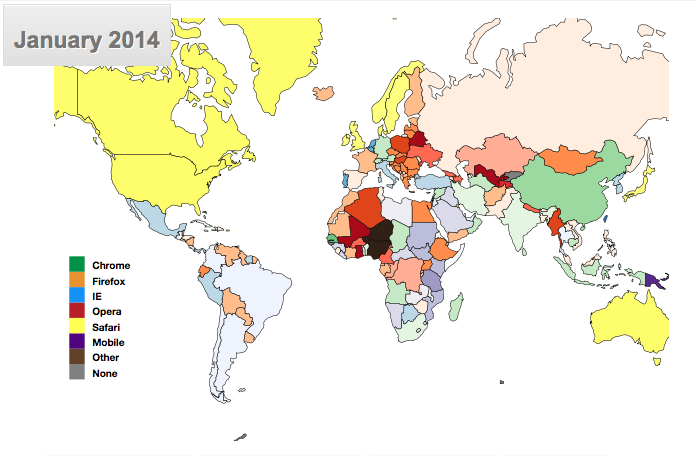 January 2014
Chrome
Firefox
IE
Opera
Safari
Mobile
Other
None